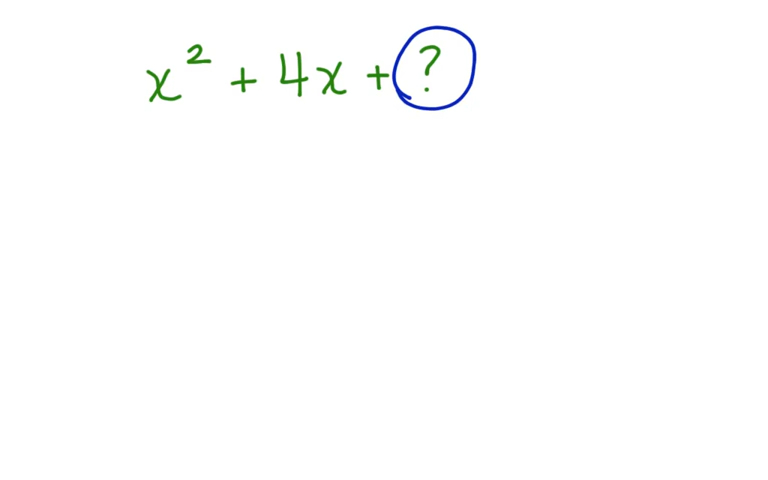 x² + 4x + ?